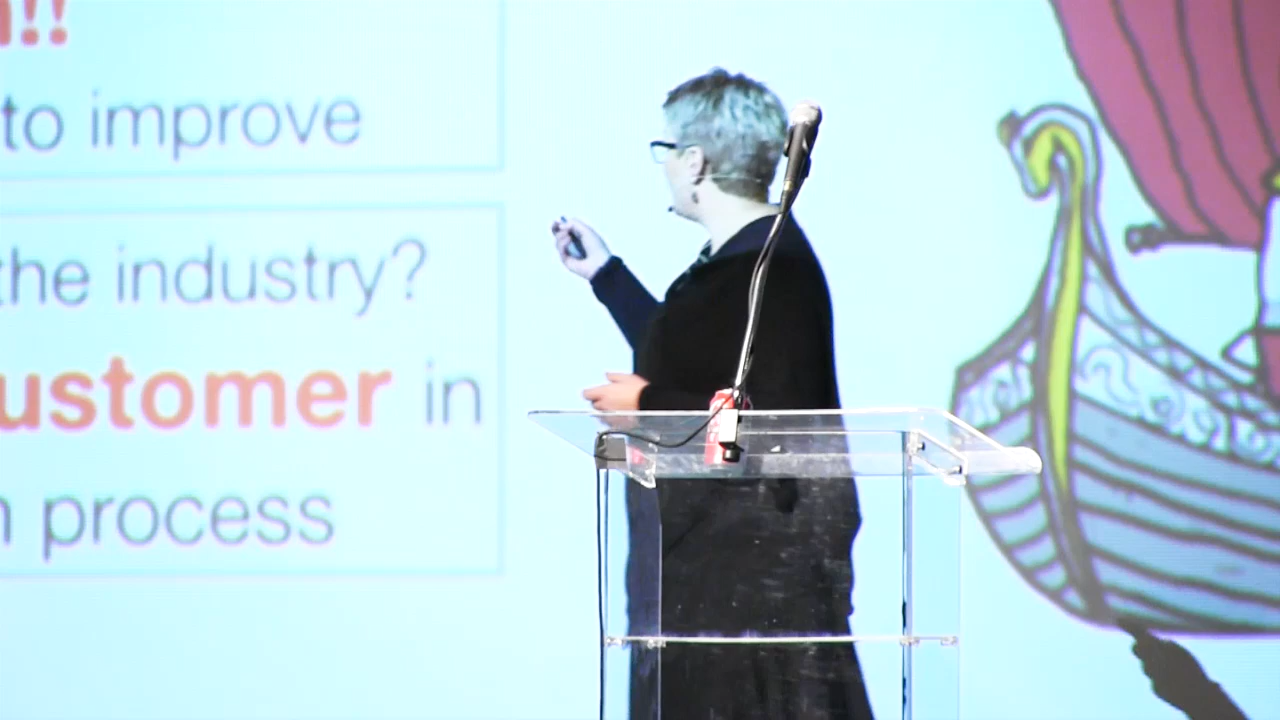 !!
to improve
the industry?
ustomer in
process